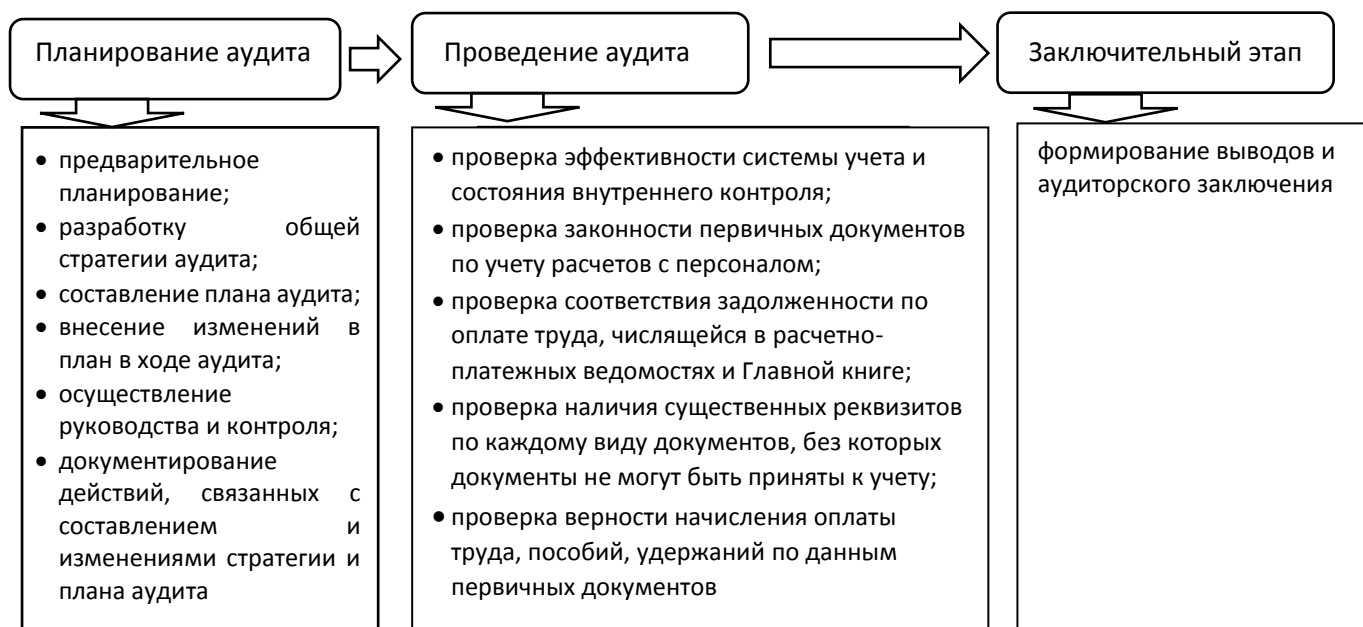 Планирование аудита
Проведение аудита
Заключительный этап
• предварительное
планирование;
• разработку общей
стратегии аудита;
• составление плана аудита;
• внесение изменений в
план в ходе аудита;
• осуществление
руководства и контроля;
• документирование
действий, связанных с
составлением и
изменениями стратегии и
плана аудита
• проверка эффективности системы учета и
состояния внутреннего контроля;
• проверка законности первичных документов
по учету расчетов с персоналом;
• проверка соответствия задолженности по
оплате труда, числящейся в расчетно-
платежных ведомостях и Главной книге;
• проверка наличия существенных реквизитов
по каждому виду документов, без которых
документы не могут быть приняты к учету;
• проверка верности начисления оплаты
труда, пособий, удержаний по данным
первичных документов
формирование выводов и
аудиторского заключения